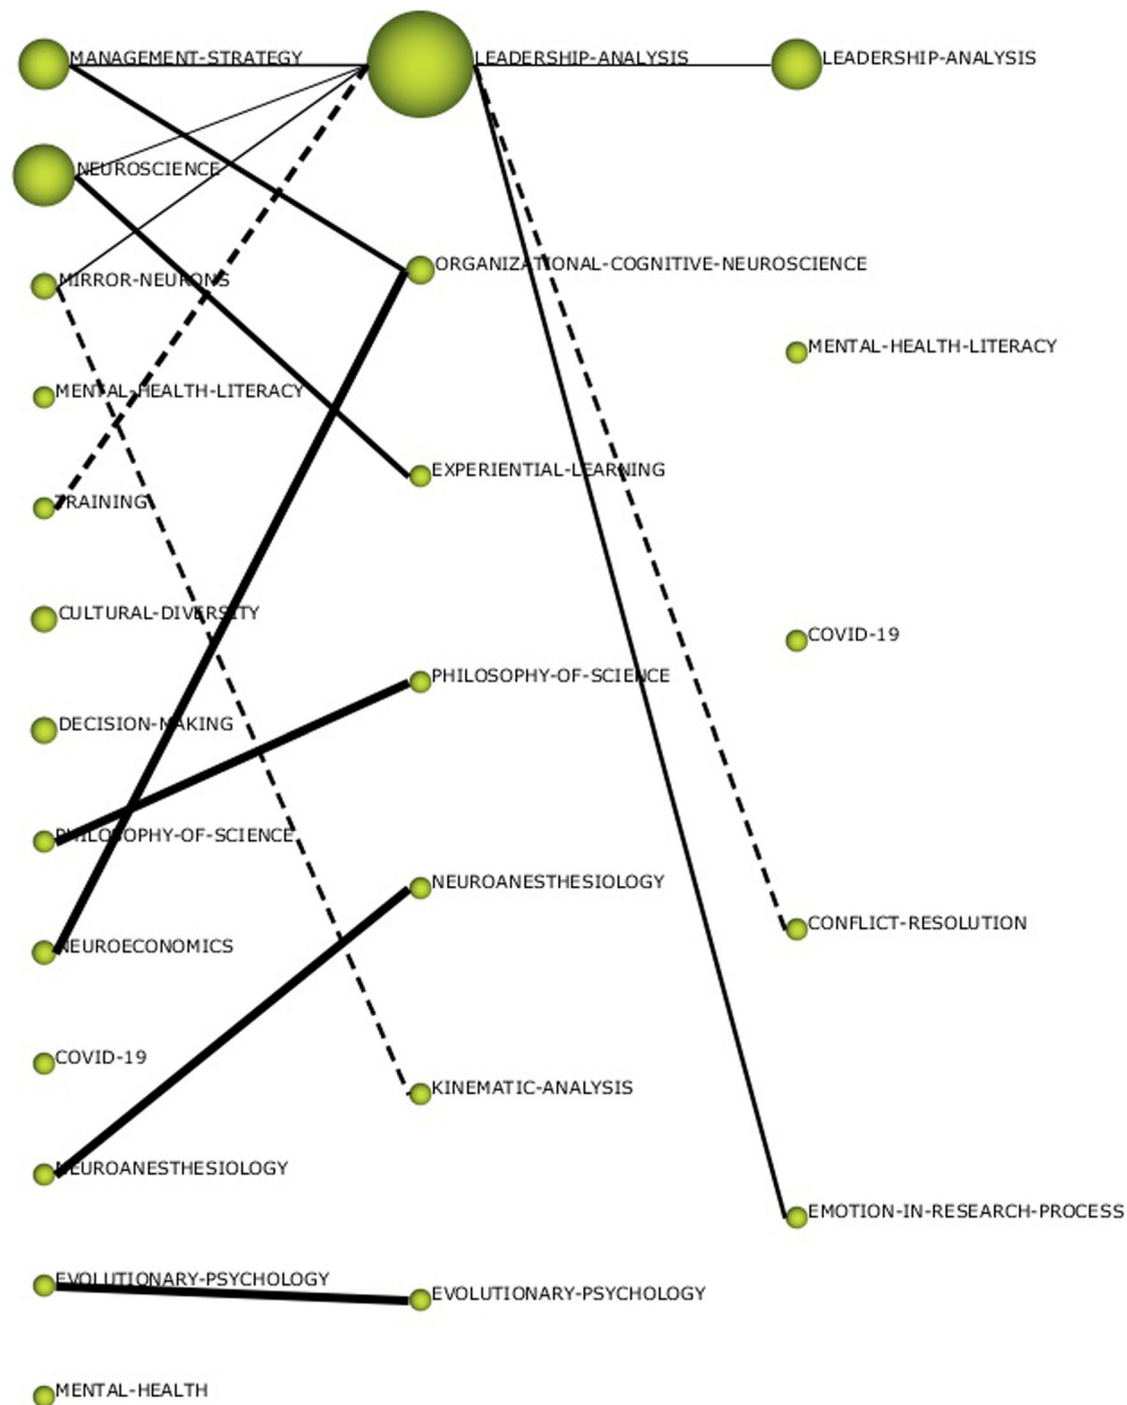 MANAGEMENT-STRATEGY
NEUROSCIENCE
MIRROR-NEURONS
MENTAL-HEALTH-LITERACY
TRAINING
CULTURAL-DIVERSITY
DECISION-MAKING
PHILOSOPHY-OF-SCIENCE
NEUROECONOMICS
COVID-19
NEUROANESTHESIOLOGY
EVOLUTIONARY-PSYCHOLOGY
MENTAL-HEALTH
LEADERSHIP-ANALYSIS
ORGANIZATIONAL-COGNITIVE-NEUROSCIENCE
EXPERIENTIAL-LEARNING
PHILOSOPHY-OF-SCIENCE
NEUROANESTHESIOLOGY
KINEMATIC-ANALYSIS
EVOLUTIONARY-PSYCHOLOGY
LEADERSHIP-ANALYSIS
MENTAL-HEALTH-LITERACY
COVID-19
CONFLICT-RESOLUTION
EMOTION-IN-RESEARCH-PROCESS